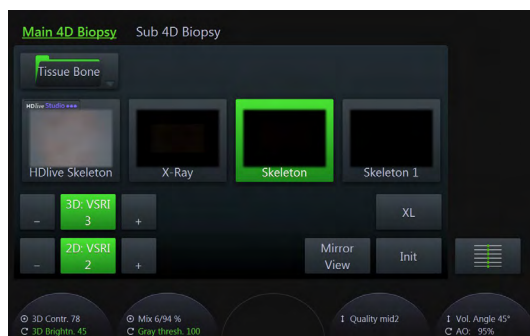 Main 4D Biopsy Sub 4D Biopsy
Tissue Bone
HDlive Studio
HDlive Skeleton X-Ray Skeleton Skeleton 1
- 3D: VSRI 3 + XL
- 2D: VSRI 2 + Mirror View Init
3D Contr. 78 Mix 6/94 % Quality mid2 Vol. Angle 45°
3D Brightn. 45 Gray thresh. 100 AO: 95%